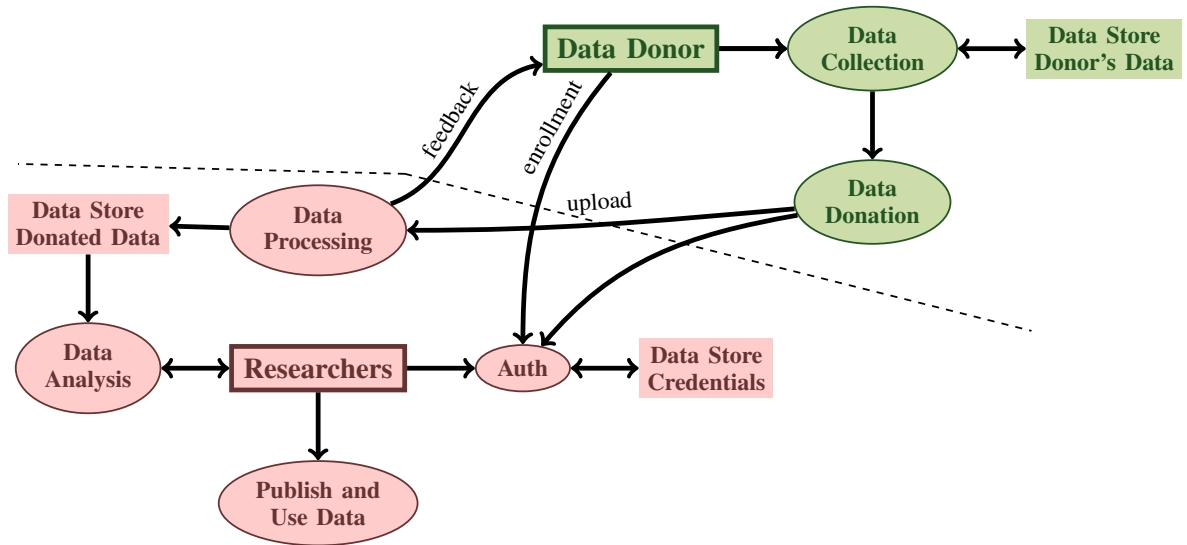 Data Donor
Data
Collection
Data Store
Donor's Data
feedback
enrollment
Data Store
Donated Data
Data
Processing
upload
Data
Donation
Data
Analysis
Researchers
Auth
Data Store
Credentials
Publish and
Use Data